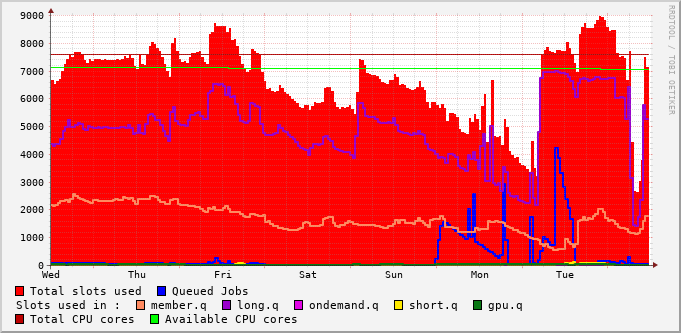 9000
8000
7000
6000
5000
4000
3000
2000
1000
0
Wed Thu Fri Sat Sun Mon Tue
RRDTOOL / TOBI OETIKER
Total slots used Queued Jobs
Slots used in : member.q long.q ondemand.q short.q gpu.q
Total CPU cores Available CPU cores